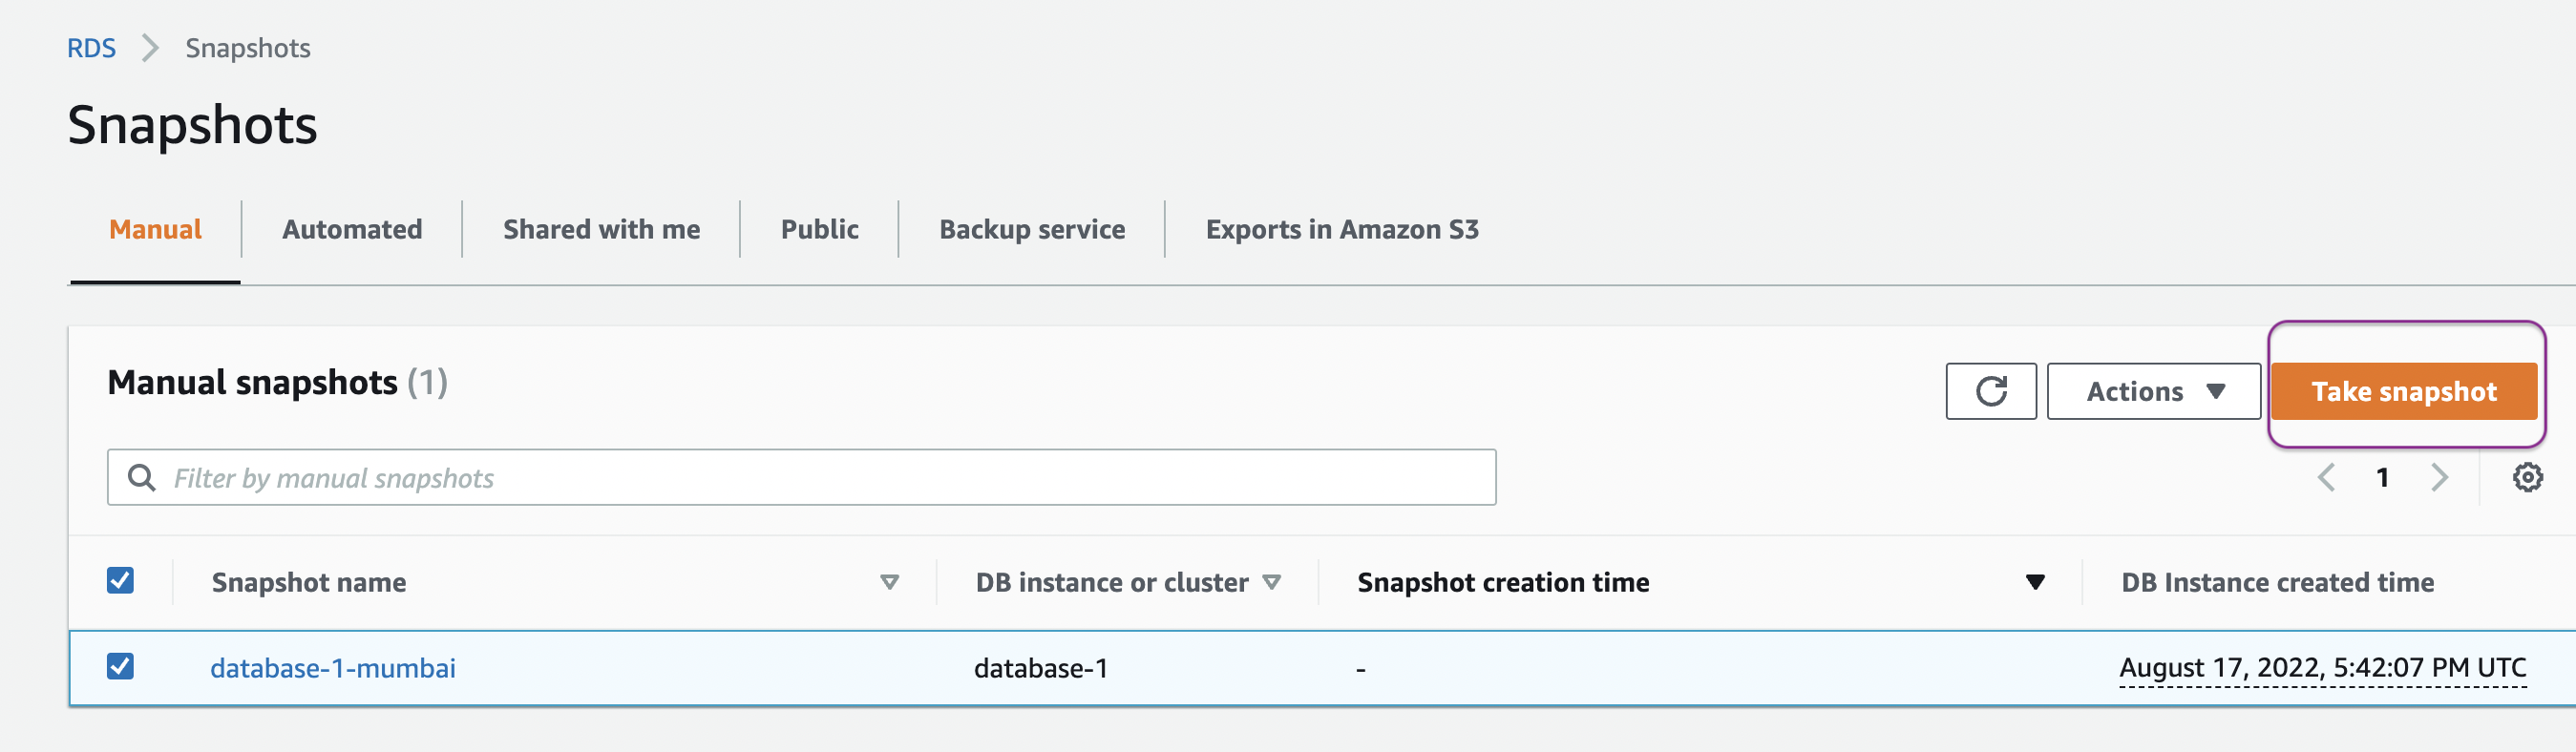 RDS > Snapshots
Snapshots
Manual Automated Shared with me Public Backup service Exports in Amazon S3
Manual snapshots (1)
Actions Take snapshot
Filter by manual snapshots
1
Snapshot name DB instance or cluster Snapshot creation time DB Instance created time
database-1-mumbai database-1 - August 17, 2022, 5:42:07 PM UTC